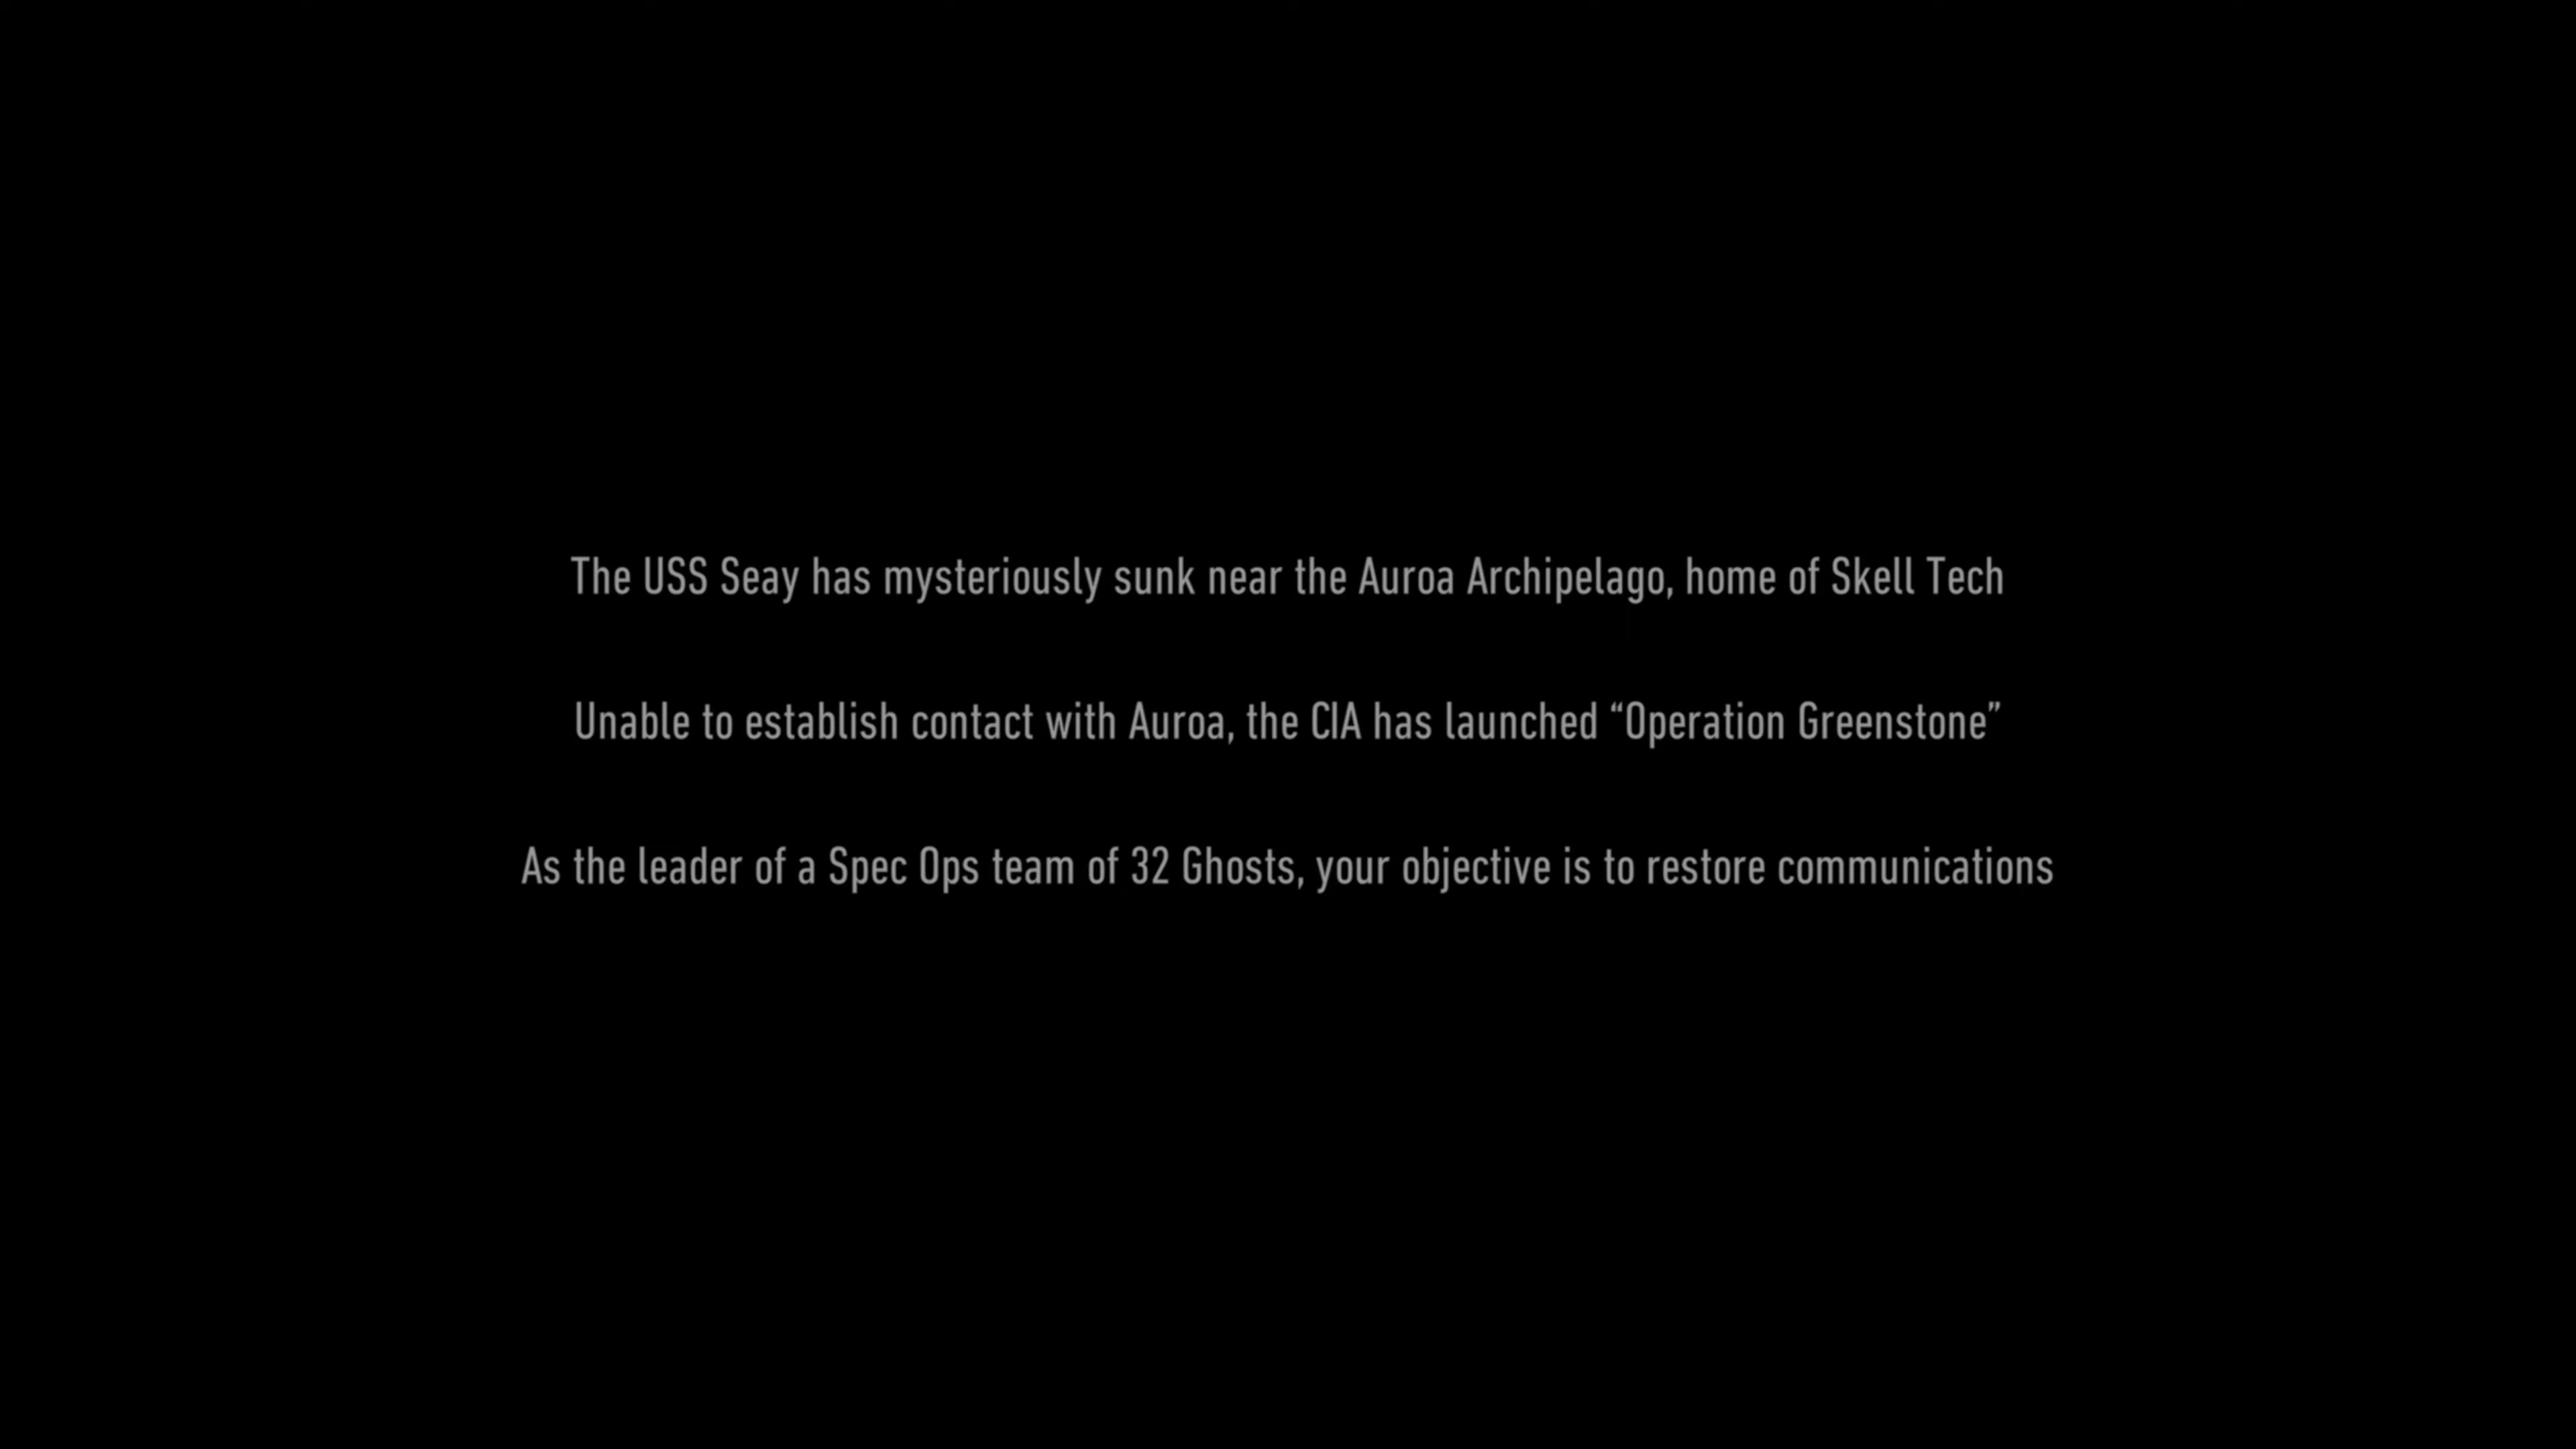 The USS Seay has mysteriously sunk near the Auroa Archipelago, home of Skell Tech
Unable to establish contact with Auroa, the CIA has launched “Operation Greenstone”
As the leader of a Spec Ops team of 32 Ghosts, your objective is to restore communications